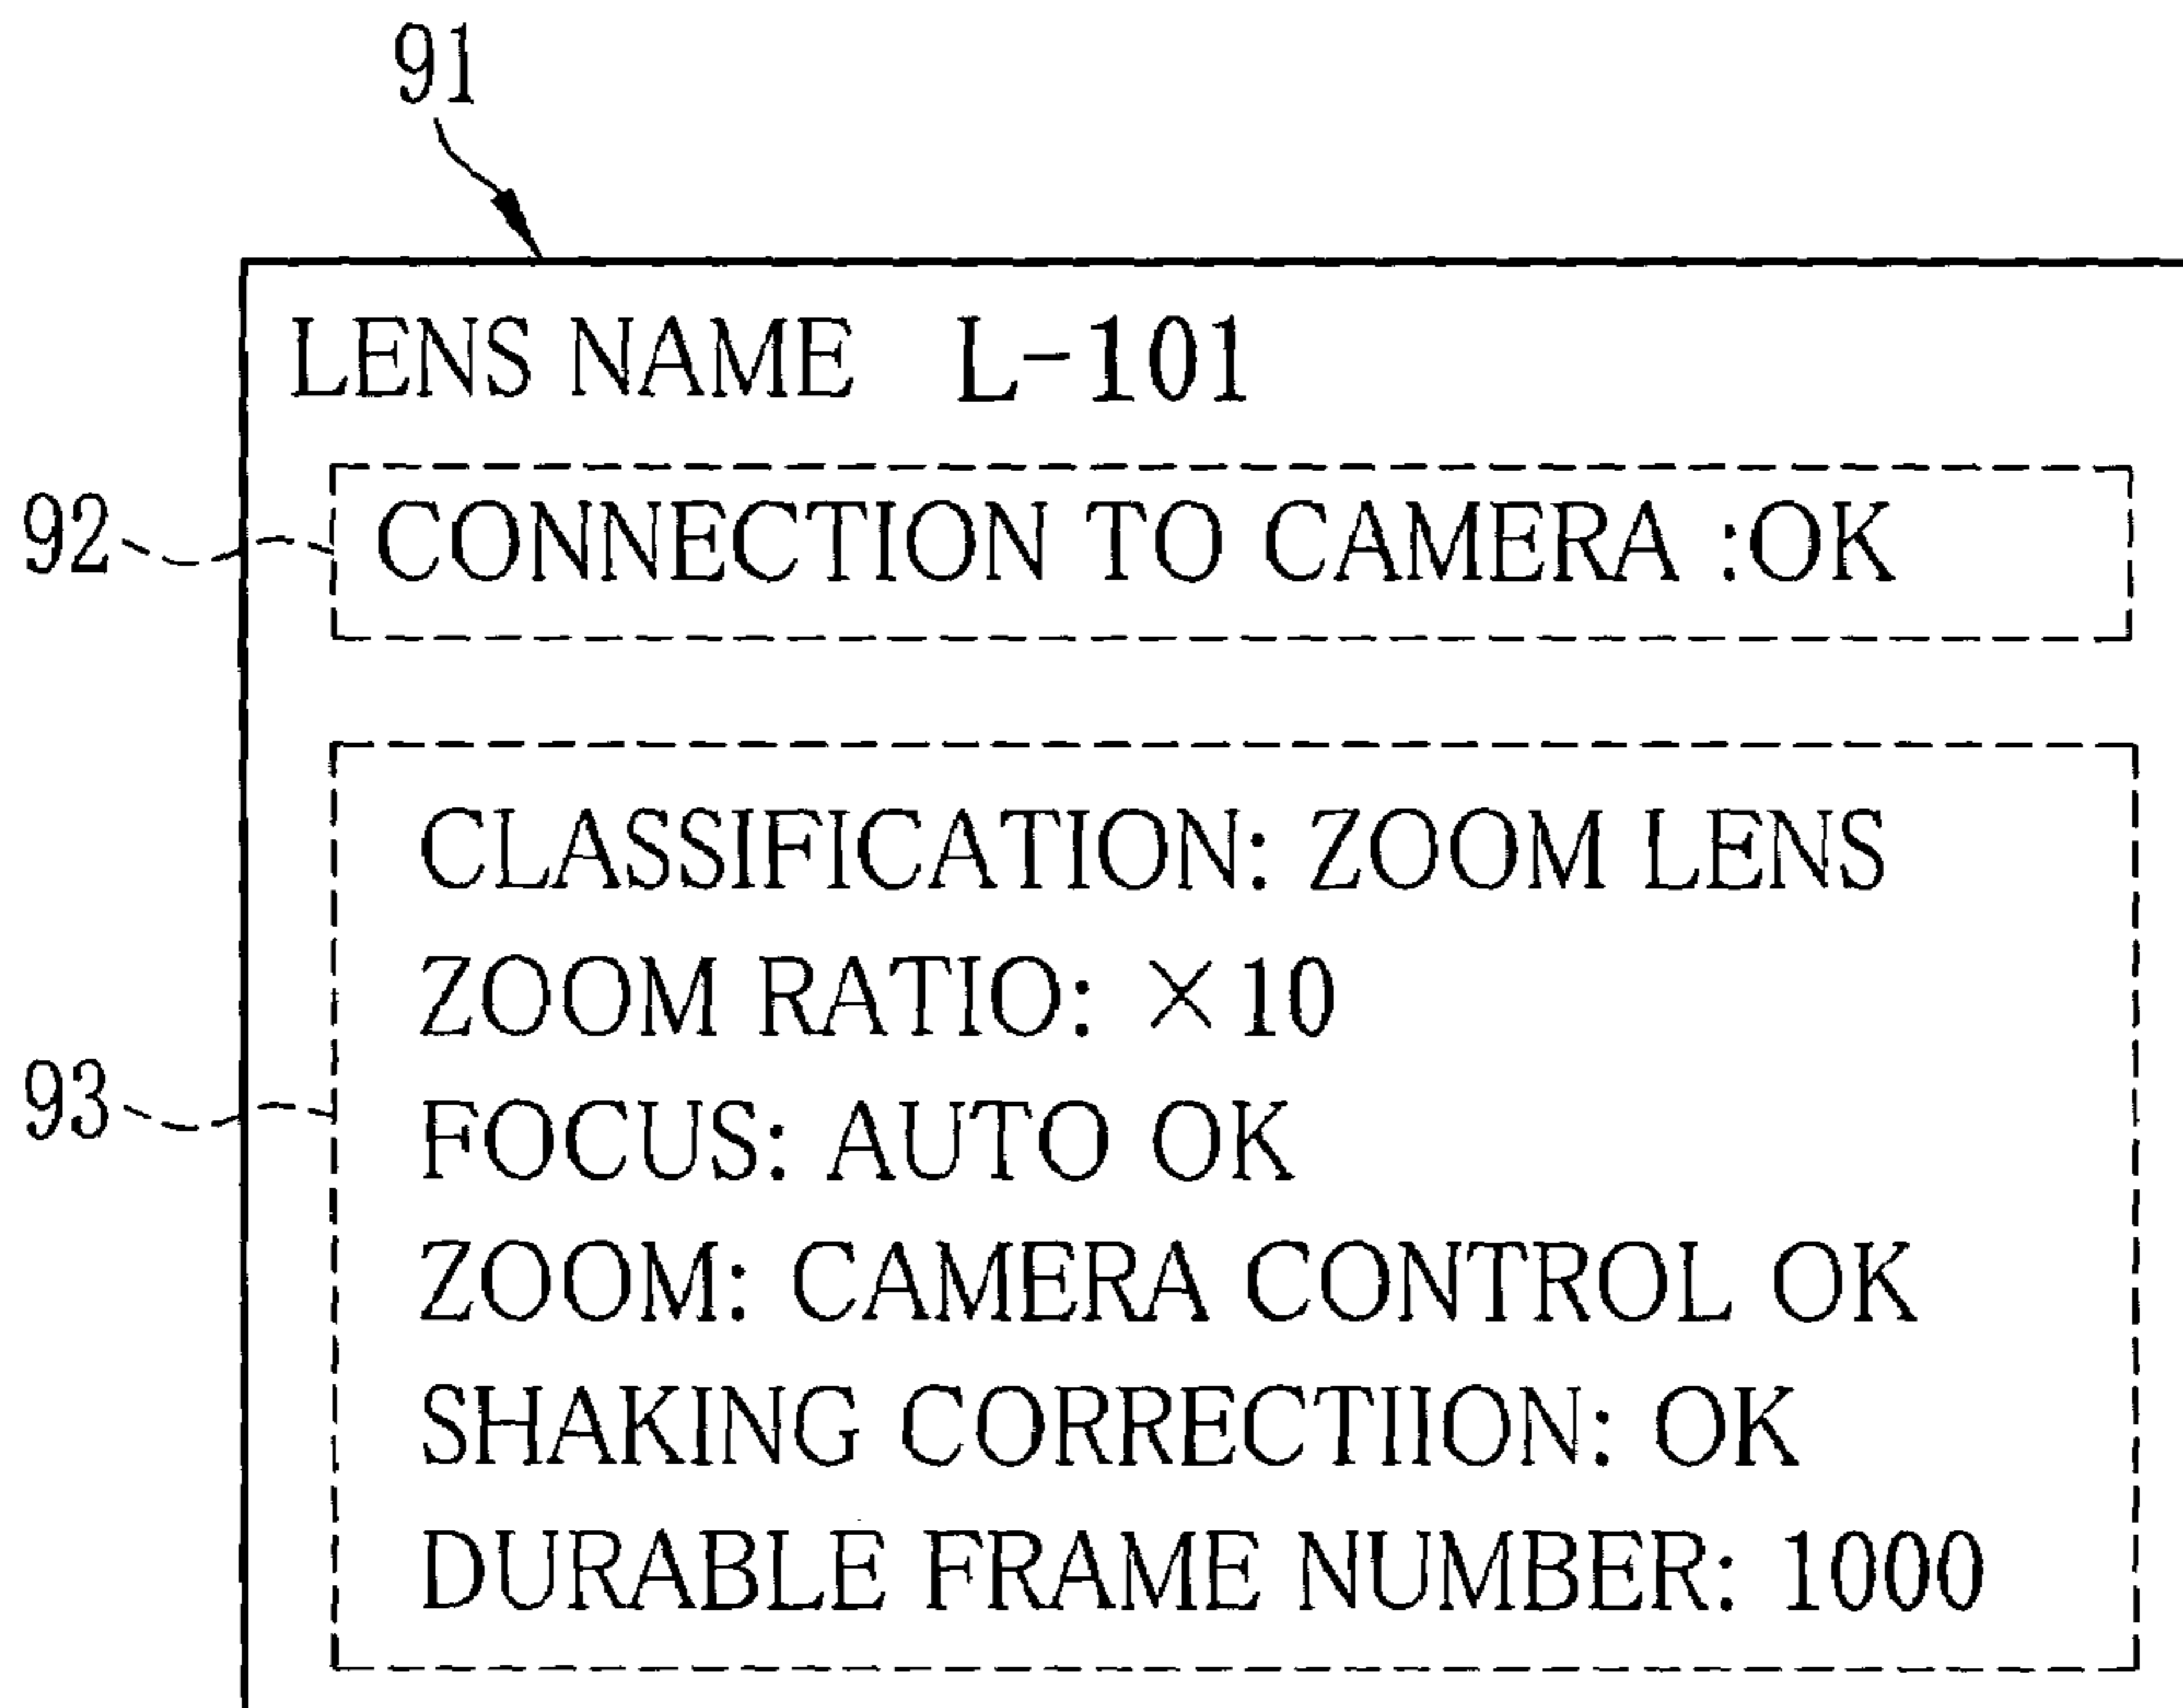 91
LENS NAME L-101
92
CONNECTION TO CAMERA :OK
CLASSIFICATION: ZOOM LENS
ZOOM RATIO: ×10
93
FOCUS: AUTO OK
ZOOM: CAMERA CONTROL OK
SHAKING CORRECTIION: OK
DURABLE FRAME NUMBER: 1000